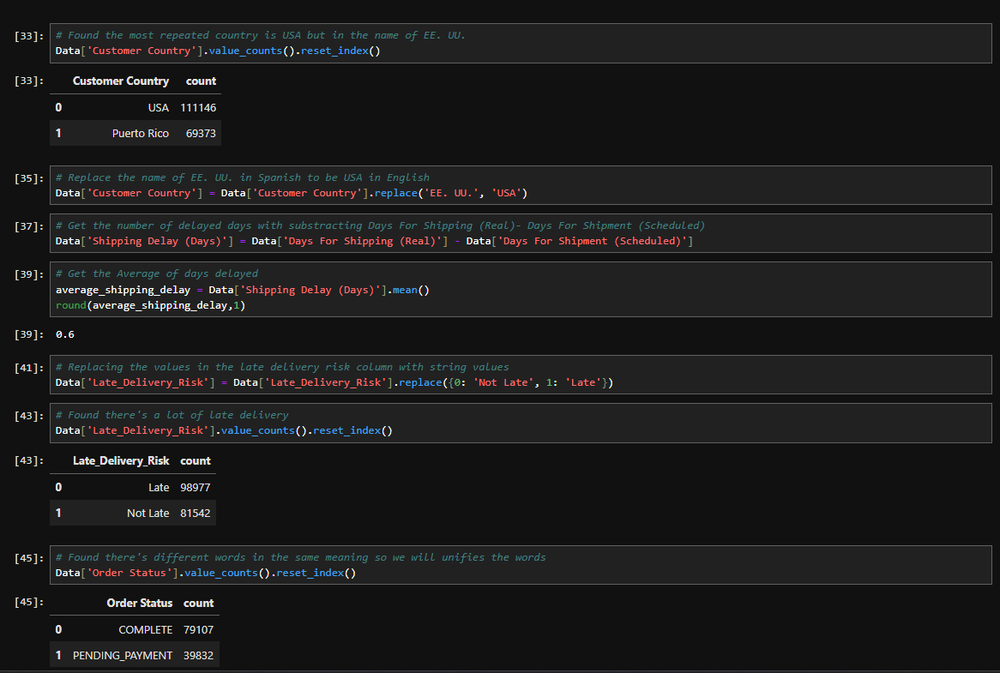 [33]: # Found the most repeated country is USA but in the name of EE. UU.
Data['Customer Country'].value_counts().reset_index()
[33]: Customer Country count
0 USA 111146
1 Puerto Rico 69373
[35]: # Replace the name of EE. UU. in Spanish to be USA in English
Data['Customer Country'] = Data['Customer Country'].replace('EE. UU.', 'USA')
[37]: # Get the number of delayed days with substracting Days For Shipping (Real)- Days For Shipment (Scheduled)
Data['Shipping Delay (Days)'] = Data['Days For Shipping (Real)'] - Data['Days For Shipment (Scheduled)']
[39]: # Get the Average of days delayed
average_shipping_delay = Data['Shipping Delay (Days)'].mean()
round(average_shipping_delay,1)
[39]: 0.6
[41]: # Replacing the values in the late delivery risk column with string values
Data['Late_Delivery_Risk'] = Data['Late_Delivery_Risk'].replace({0: 'Not Late', 1: 'Late'})
[43]: # Found there's a lot of late delivery
Data['Late_Delivery_Risk'].value_counts().reset_index()
[43]: Late_Delivery_Risk count
0 Late 98977
1 Not Late 81542
[45]: # Found there's different words in the same meaning so we will unifies the words
Data['Order Status'].value_counts().reset_index()
[45]: Order Status count
0 COMPLETE 79107
1 PENDING_PAYMENT 39832